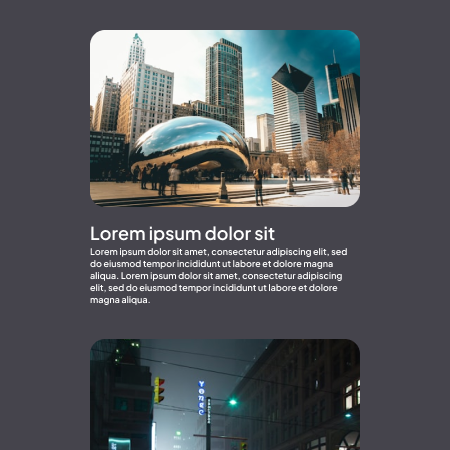 Lorem ipsum dolor sit
Lorem ipsum dolor sit amet, consectetur adipiscing elit, sed
do eiusmod tempor incididunt ut labore et dolore magna
aliqua. Lorem ipsum dolor sit amet, consectetur adipiscing
elit, sed do eiusmod tempor incididunt ut labore et dolore
magna aliqua.